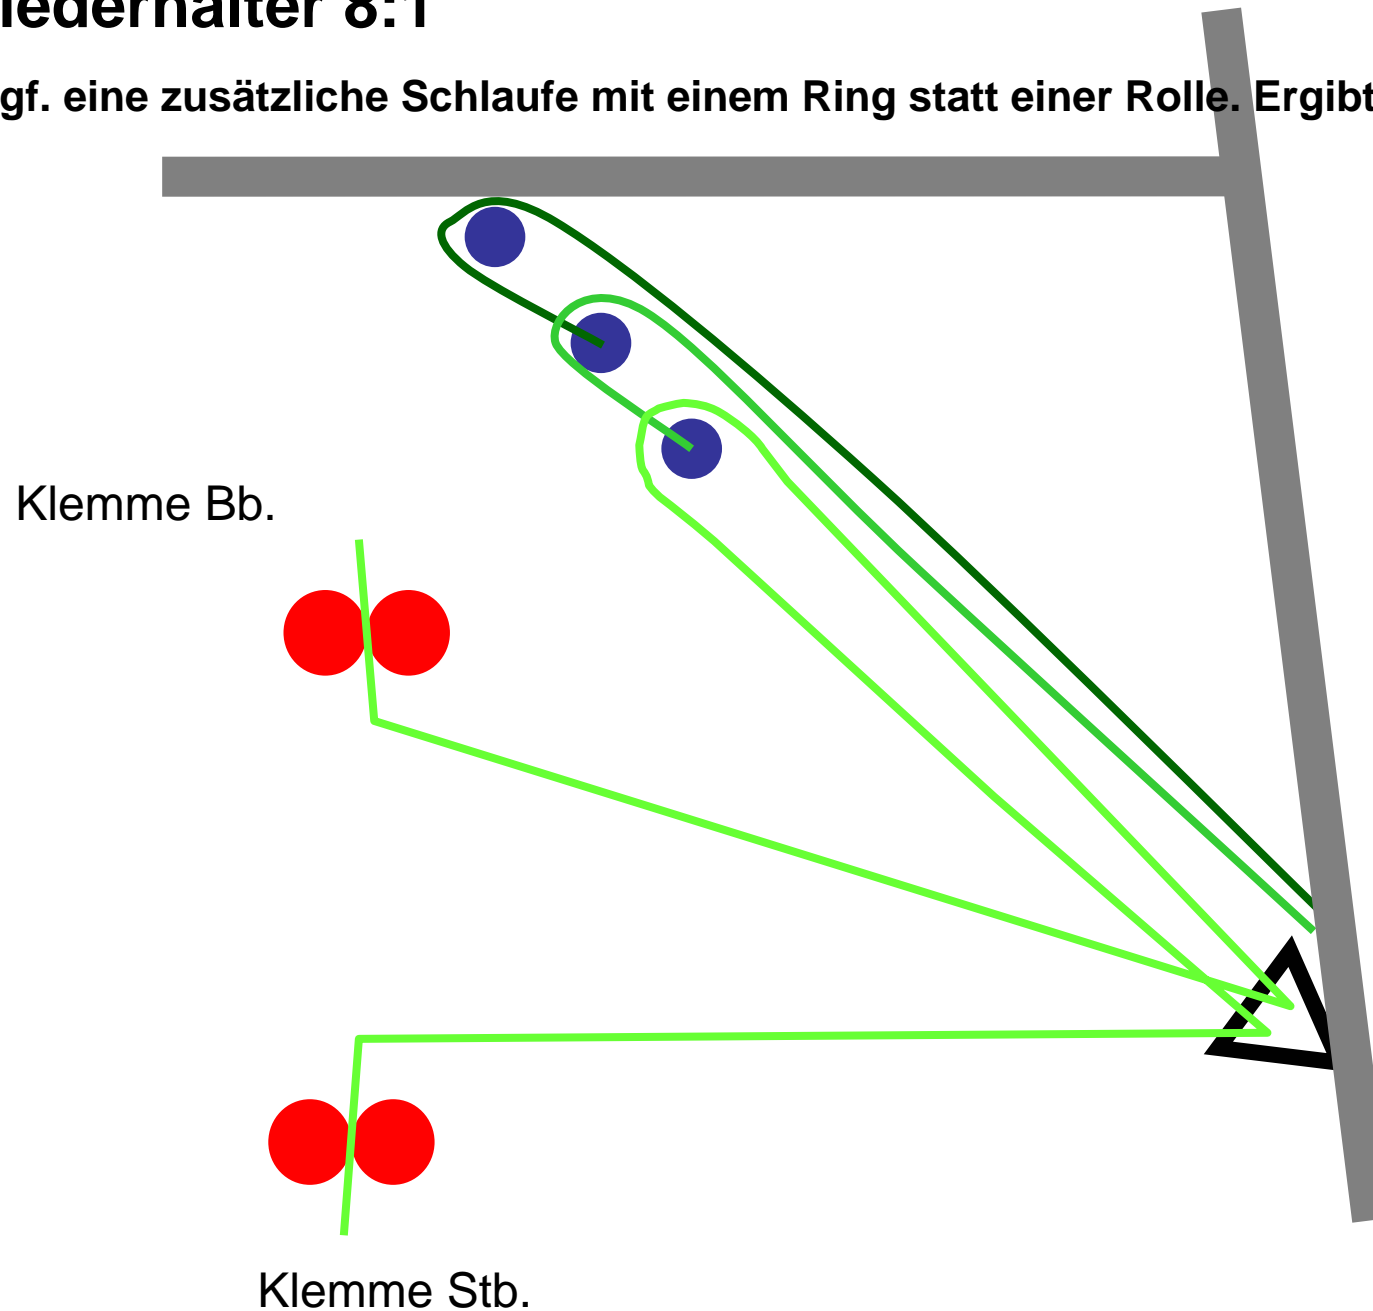 iederhalter 8:1
gf. eine zusätzliche Schlaufe mit einem Ring statt einer Rolle. Ergibt
Klemme Bb.
Klemme Stb.